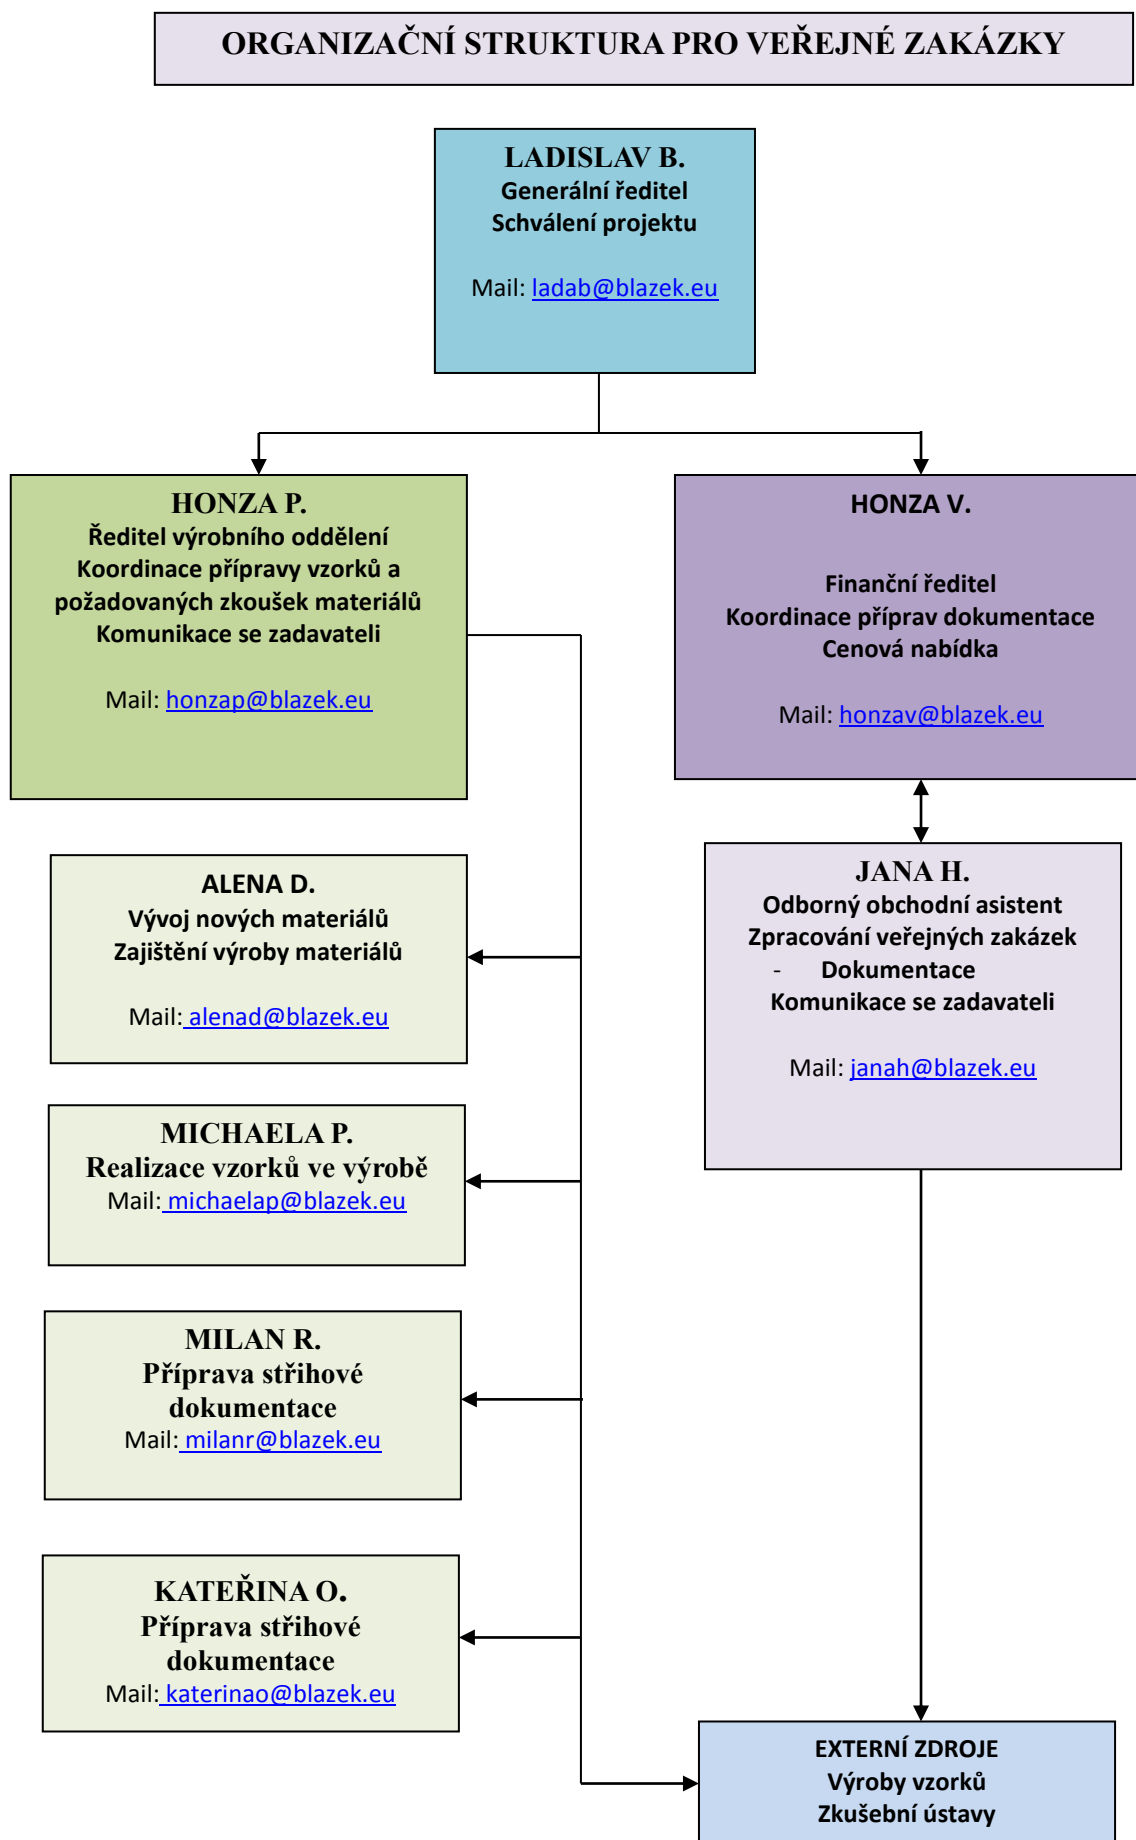 ORGANIZAČNÍ STRUKTURA PRO VEŘEJNÉ ZAKÁZKY
LADISLAV B.
Generální ředitel
Schválení projektu
Mail: ladab@blazek.eu
HONZA P.
Ředitel výrobního oddělení
Koordinace přípravy vzorků a
požadovaných zkoušek materiálů
Komunikace se zadavateli
Mail: honzap@blazek.eu
HONZA V.
Finanční ředitel
Koordinace příprav dokumentace
Cenová nabídka
Mail: honzav@blazek.eu
ALENA D.
Vývoj nových materiálů
Zajištění výroby materiálů
Mail: alenad@blazek.eu
JANA H.
Odborný obchodní asistent
Zpracování veřejných zakázek
- Dokumentace
Komunikace se zadavateli
Mail: janah@blazek.eu
MICHAELA P.
Realizace vzorků ve výrobě
Mail: michaelap@blazek.eu
MILAN R.
Příprava střihové
dokumentace
Mail: milanr@blazek.eu
KATEŘINA O.
Příprava střihové
dokumentace
Mail: katerinao@blazek.eu
EXTERNÍ ZDROJE
Výroby vzorků
Zkušební ústavy